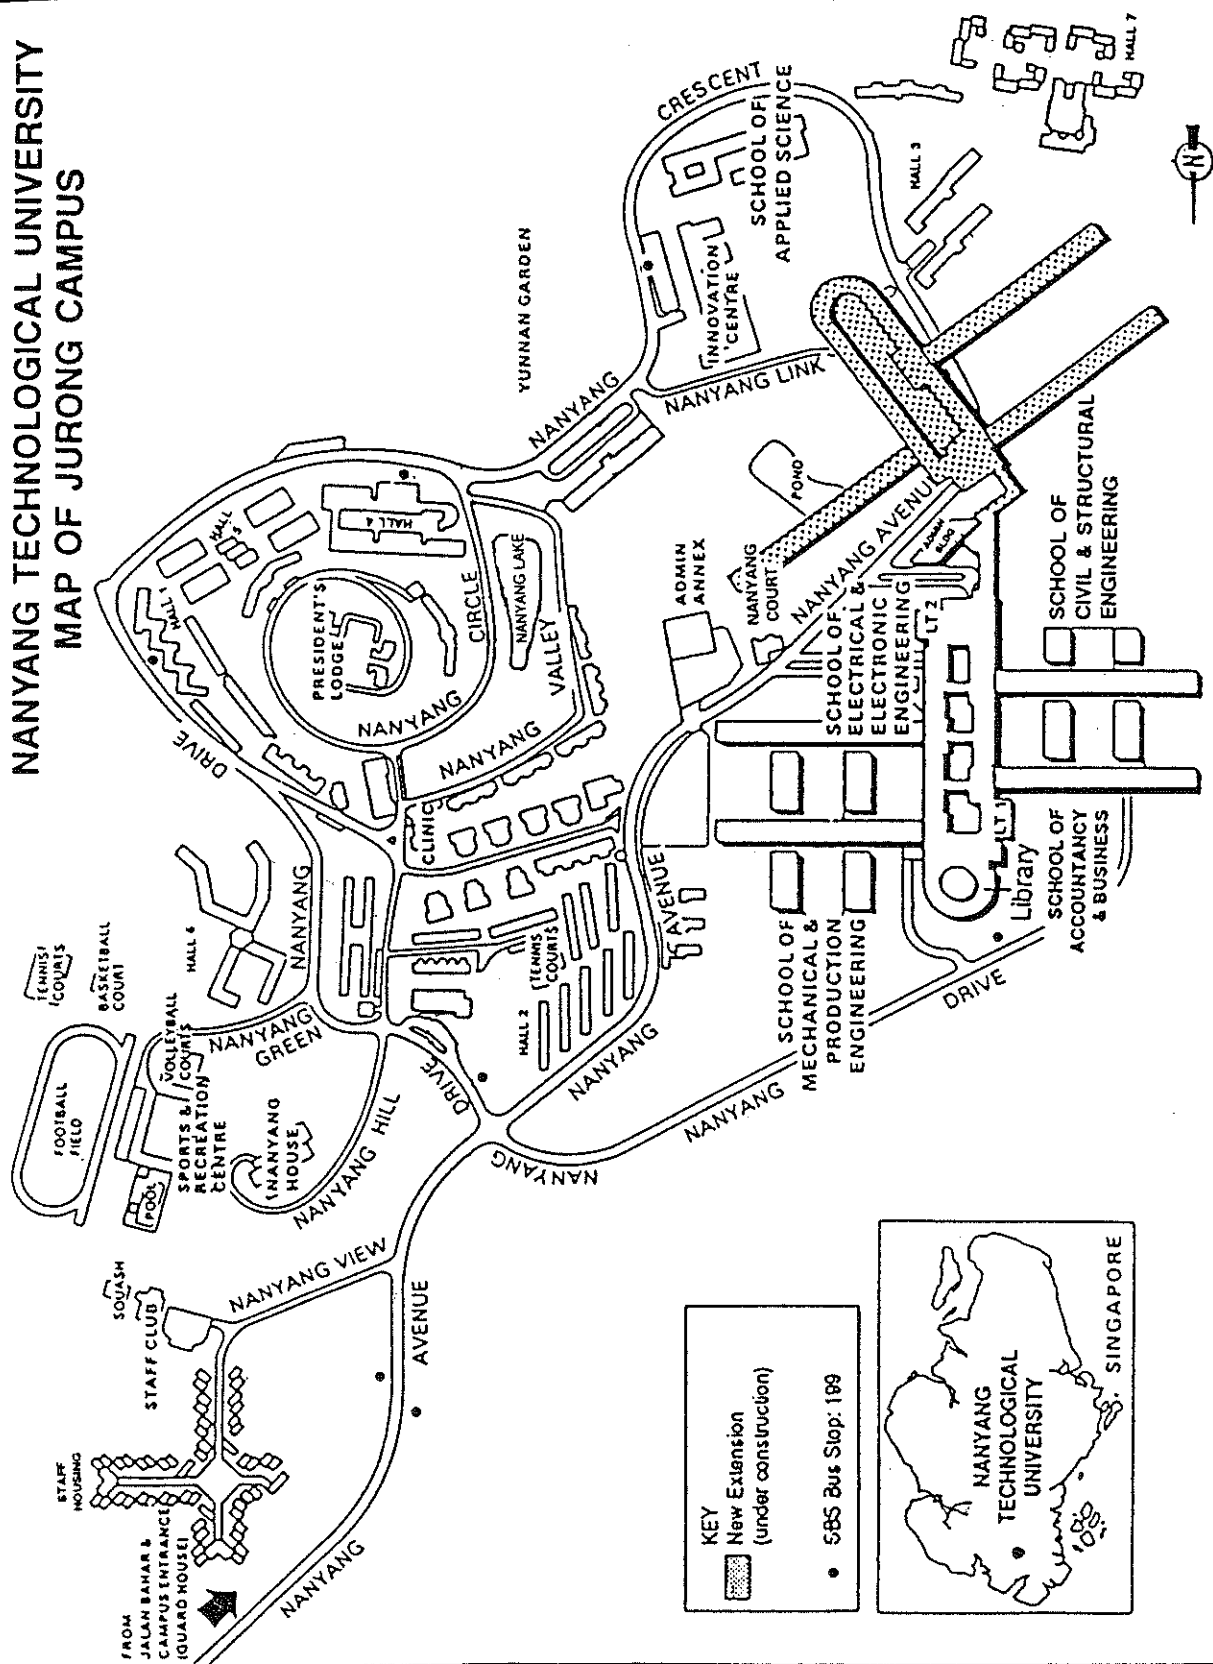 NANYANG TECHNOLOGICAL UNIVERSITY
MAP OF JURONG CAMPUS
FROM
JALAN BAHAR &
CAMPUS ENTRANCE
(GUARD HOUSE)
STAFF
HOUSING
STAFF CLUB
SQUASH
NANYANG
AVENUE
NANYANG VIEW
FOOTBALL
FIELD
POOL
SPORTS &
RECREATION
CENTRE
VOLLEYBALL
COURTS
TENNIS
COURTS
BASKETBALL
COURT
NANYANG
HOUSE
NANYANG HILL
NANYANG
GREEN
HALL 6
NANYANG
DRIVE
DRIVE
HALL 2
TENNIS
COURTS
NANYANG
AVENUE
CLINIC
NANYANG
VALLEY
NANYANG
CIRCLE
PRESIDENT'S
LODGE
NANYANG LAKE
HALL 1
HALL
5
HALL 4
YUNNAN GARDEN
NANYANG
CRESCENT
SCHOOL OF
APPLIED SCIENCE
INNOVATION
CENTRE
NANYANG LINK
HALL 3
HALL 7
N
POND
ADMIN
ANNEX
NANYANG
COURT
NANYANG AVENUE
ADMIN
BLDG
SCHOOL OF
ELECTRICAL &
ELECTRONIC
ENGINEERING
LT 2
SCHOOL OF
CIVIL & STRUCTURAL
ENGINEERING
SCHOOL OF
MECHANICAL &
PRODUCTION
ENGINEERING
LT 1
Library
SCHOOL OF
ACCOUNTANCY
& BUSINESS
NANYANG
NANYANG
DRIVE
KEY
New Extension
(under construction)
SBS Bus Stop: 199
NANYANG
TECHNOLOGICAL
UNIVERSITY
SINGAPORE